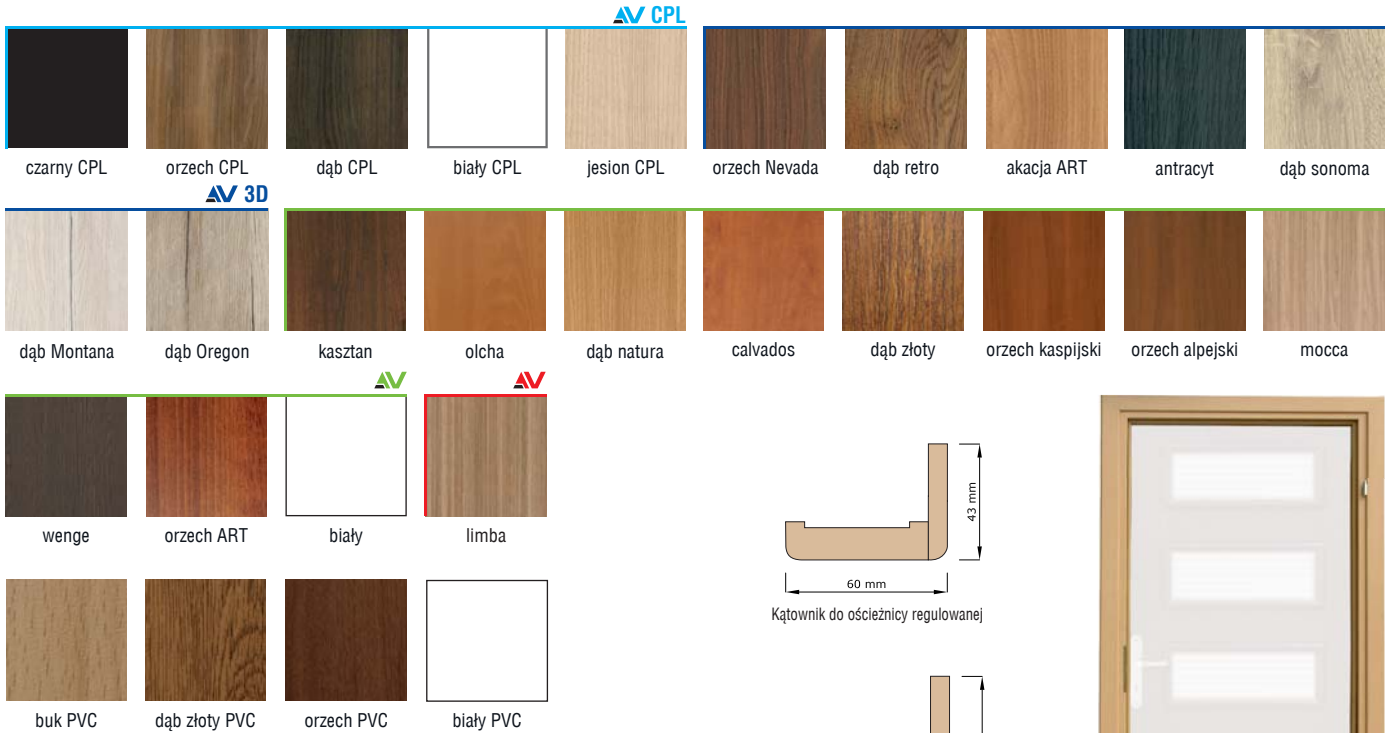 AV CPL
czarny CPL orzech CPL dąb CPL biały CPL jesion CPL orzech Nevada dąb retro akacja ART antracyt dąb sonoma
AV 3D
dąb Montana dąb Oregon kasztan olcha dąb natura calvados dąb złoty orzech kaspijski orzech alpejski mocca
AV AV
wenge orzech ART biały limba
43 mm
60 mm
Kątownik do ościeżnicy regulowanej
buk PVC dąb złoty PVC orzech PVC biały PVC